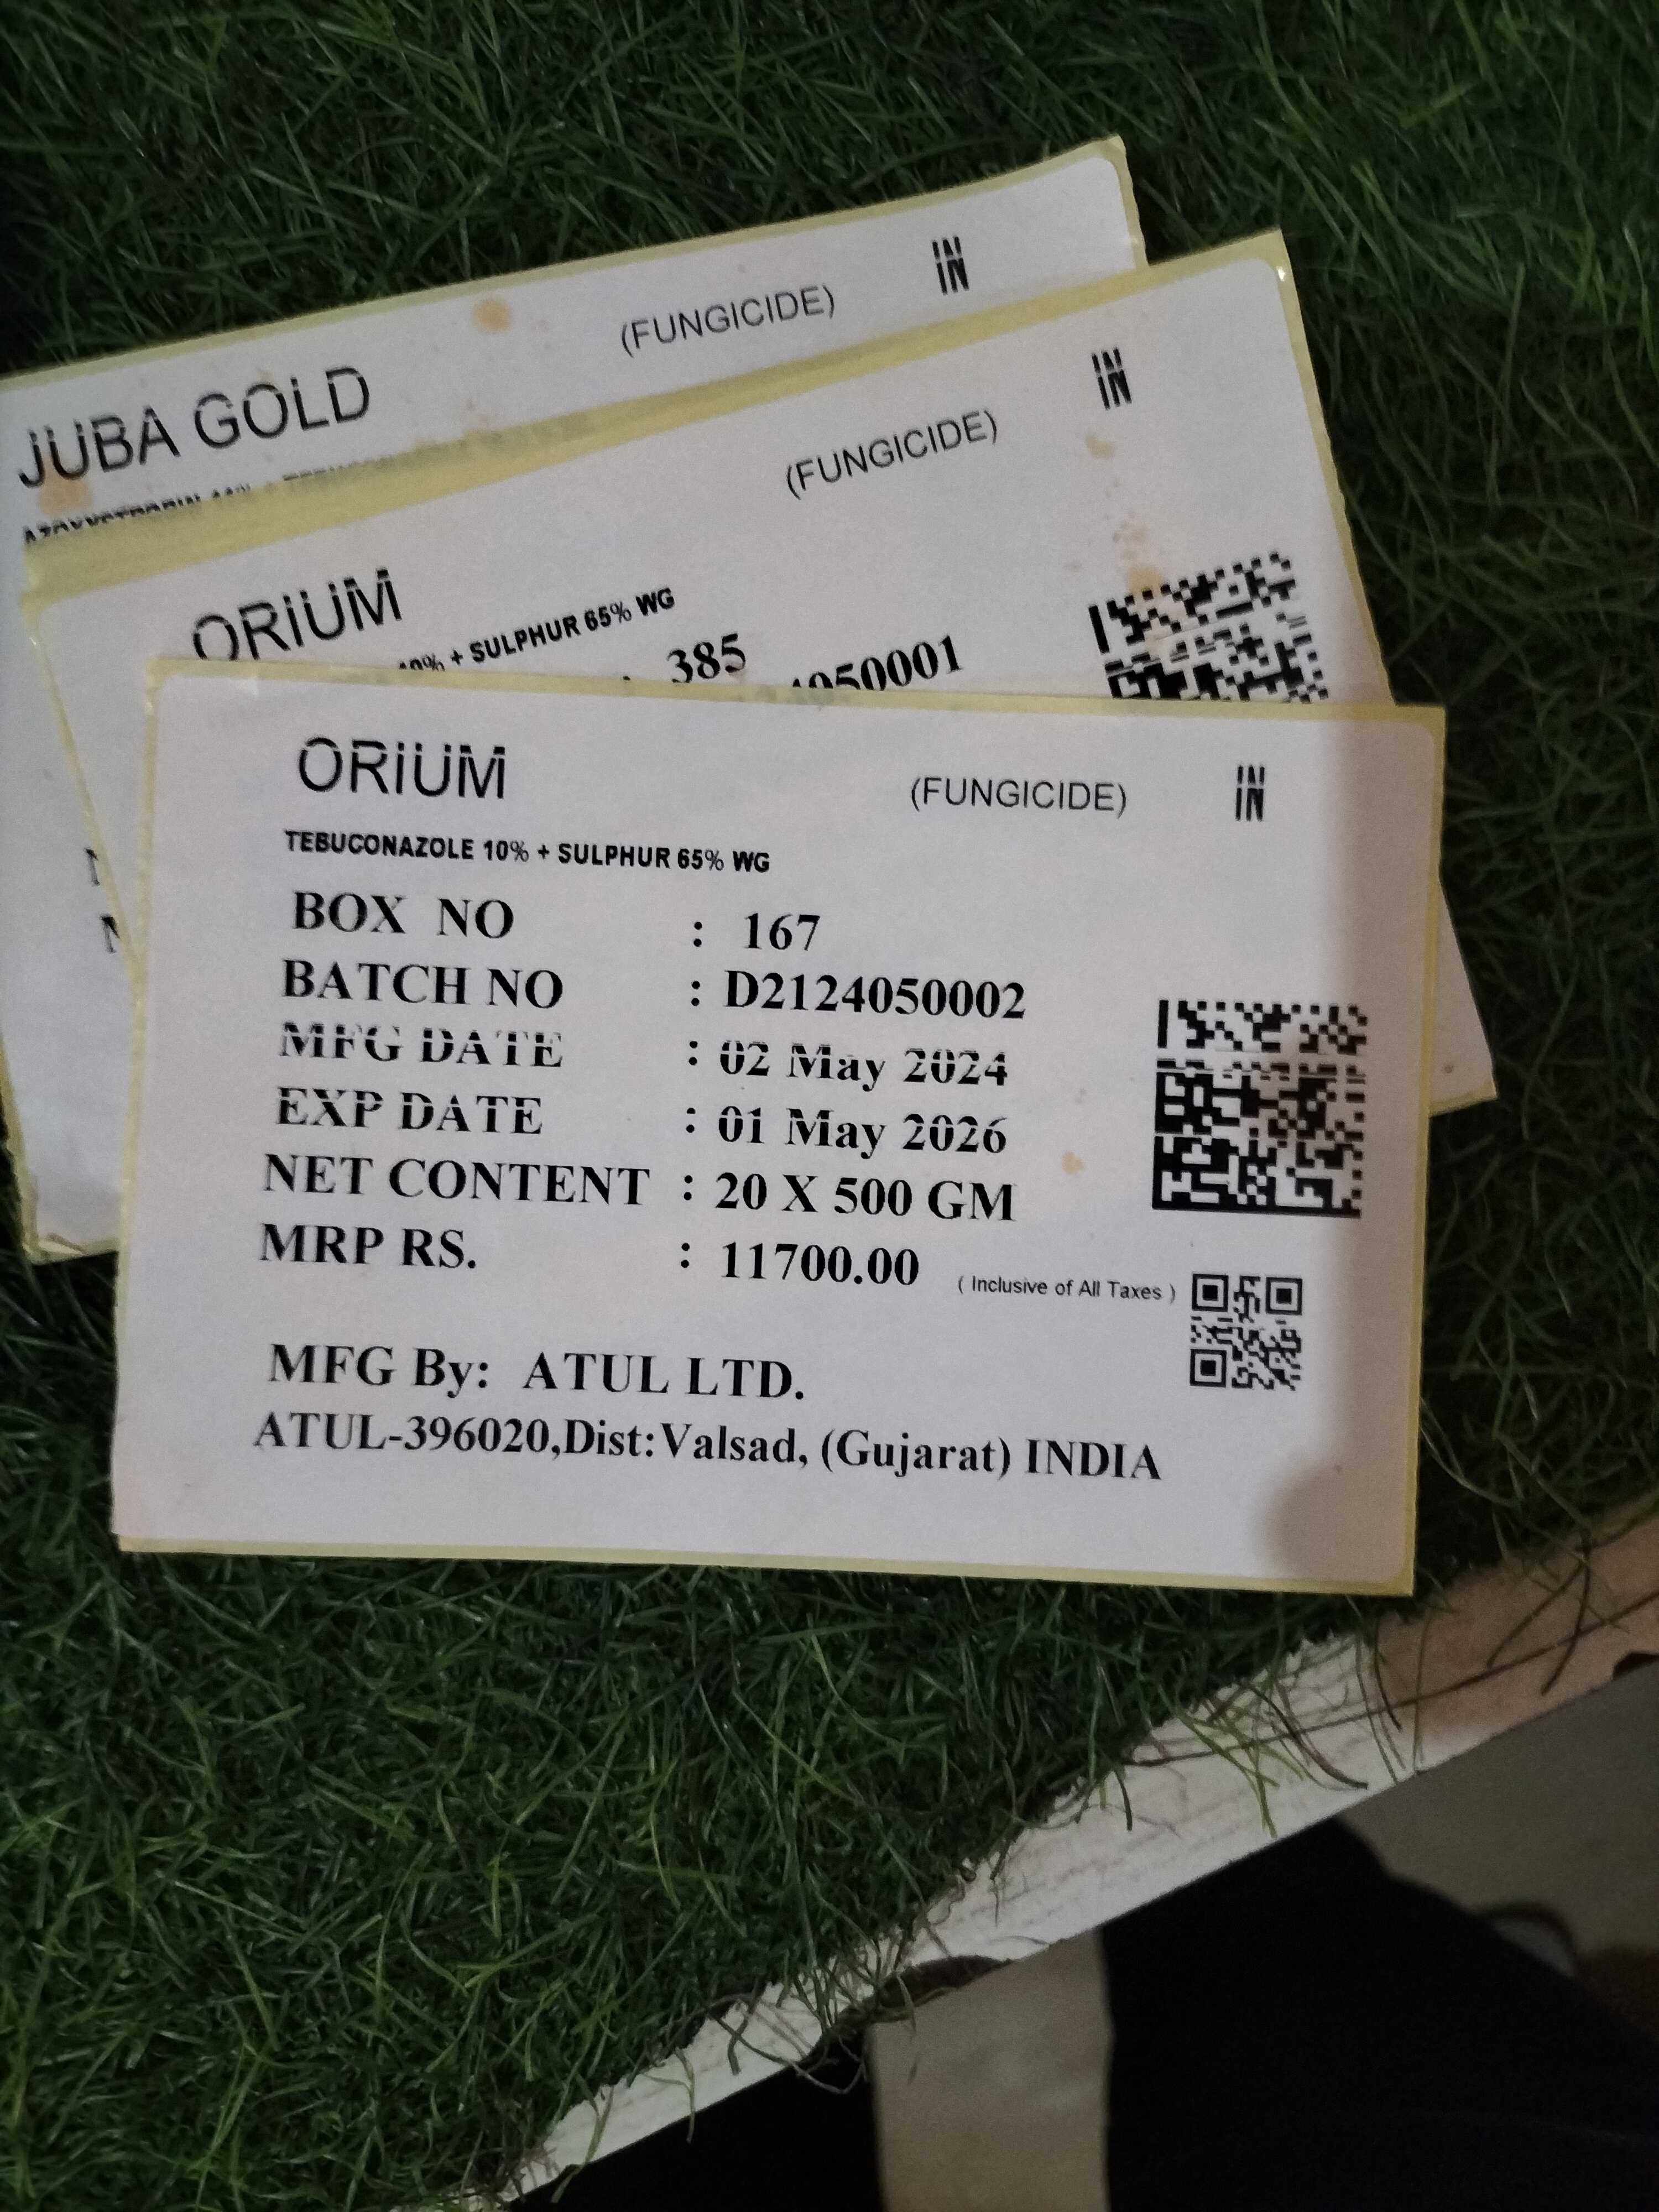 JUBA GOLD (FUNGICIDE) IN
ORIUM (FUNGICIDE) IN
10% + SULPHUR 65% WG
385
4050001
ORIUM (FUNGICIDE) IN
TEBUCONAZOLE 10% + SULPHUR 65% WG
BOX NO : 167
BATCH NO : D2124050002
MFG DATE : 02 May 2024
EXP DATE : 01 May 2026
NET CONTENT : 20 X 500 GM
MRP RS. : 11700.00 ( Inclusive of All Taxes )
MFG By: ATUL LTD.
ATUL-396020,Dist:Valsad, (Gujarat) INDIA